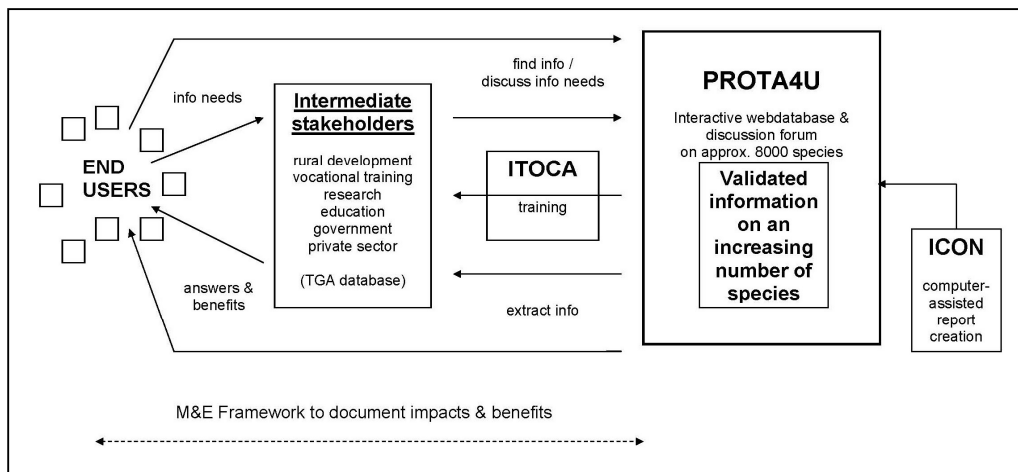 info needs
END
USERS
answers &
benefits
Intermediate
stakeholders
rural development
vocational training
research
education
government
private sector
(TGA database)
find info /
discuss info needs
ITOCA
training
extract info
PROTA4U
Interactive webdatabase &
discussion forum
on approx. 8000 species
Validated
information
on an
increasing
number of
species
ICON
computer-
assisted
report
creation
M&E Framework to document impacts & benefits